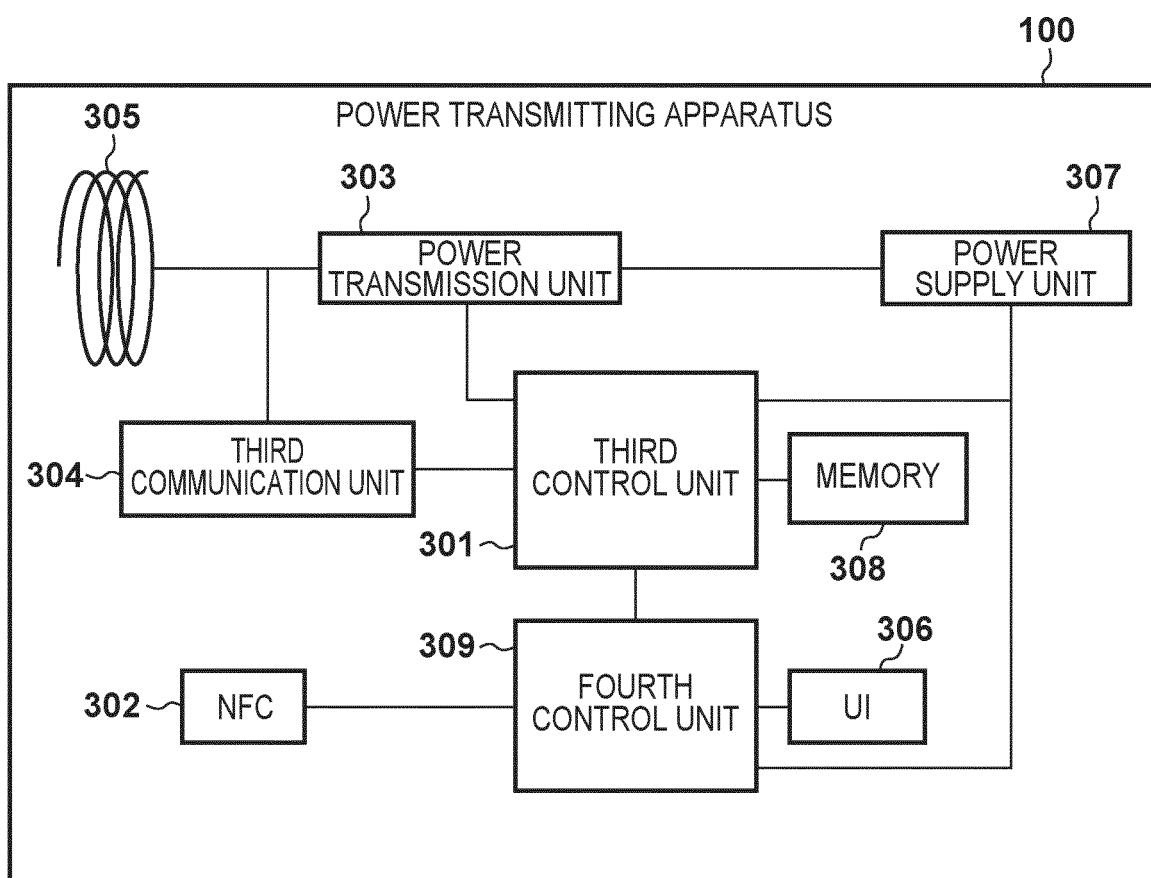 100
POWER TRANSMITTING APPARATUS
305
303
307
POWER
TRANSMISSION UNIT
POWER
SUPPLY UNIT
THIRD
COMMUNICATION UNIT
304
THIRD
CONTROL UNIT
301
MEMORY
308
309
306
NFC
302
FOURTH
CONTROL UNIT
UI